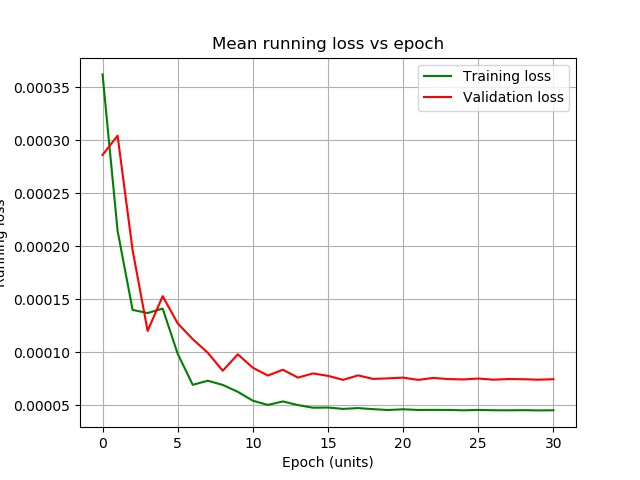 Mean running loss vs epoch
Training loss
Validation loss
0.00035
0.00030
0.00025
0.00020
0.00015
0.00010
0.00005
Running loss
0 5 10 15 20 25 30
Epoch (units)